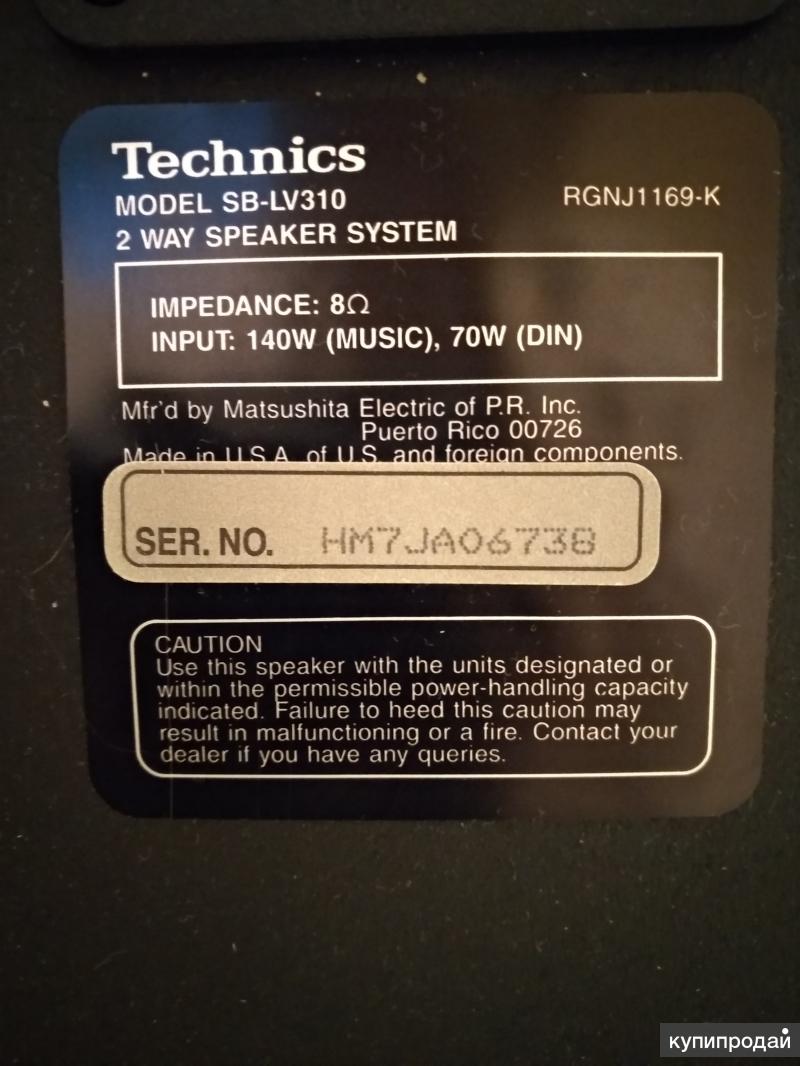 Technics
MODEL SB-LV310 RGNJ1169-K
2 WAY SPEAKER SYSTEM
IMPEDANCE: 8Ω
INPUT: 140W (MUSIC), 70W (DIN)
Mfr'd by Matsushita Electric of P.R. Inc.
Puerto Rico 00726
Made in U.S.A. of U.S. and foreign components.
SER. NO. HM7JA06738
CAUTION
Use this speaker with the units designated or
within the permissible power-handling capacity
indicated. Failure to heed this caution may
result in malfunctioning or a fire. Contact your
dealer if you have any queries.
купипродай